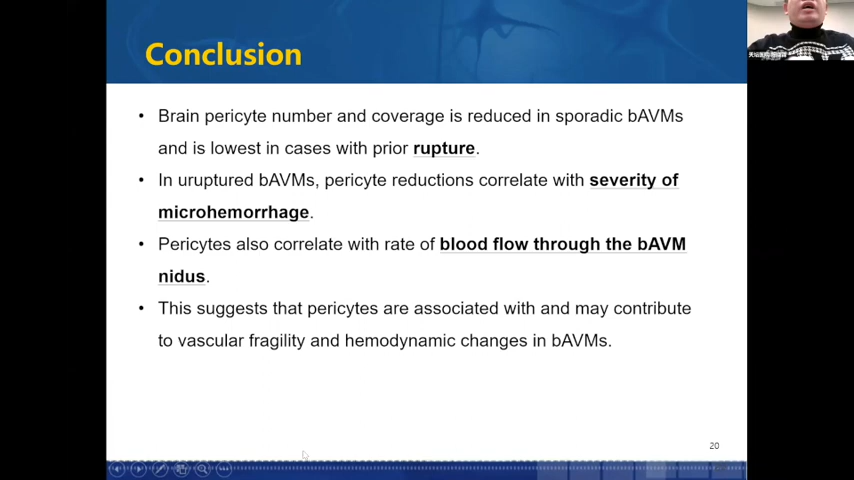 Conclusion
• Brain pericyte number and coverage is reduced in sporadic bAVMs
and is lowest in cases with prior rupture.
• In uruptured bAVMs, pericyte reductions correlate with severity of
microhemorrhage.
• Pericytes also correlate with rate of blood flow through the bAVM
nidus.
• This suggests that pericytes are associated with and may contribute
to vascular fragility and hemodynamic changes in bAVMs.
20